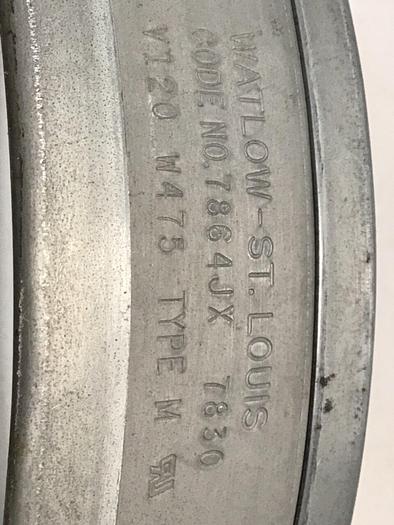 WATLOW-ST. LOUIS
CODE NO. 7864JX 7830
V120 W475 TYPE M